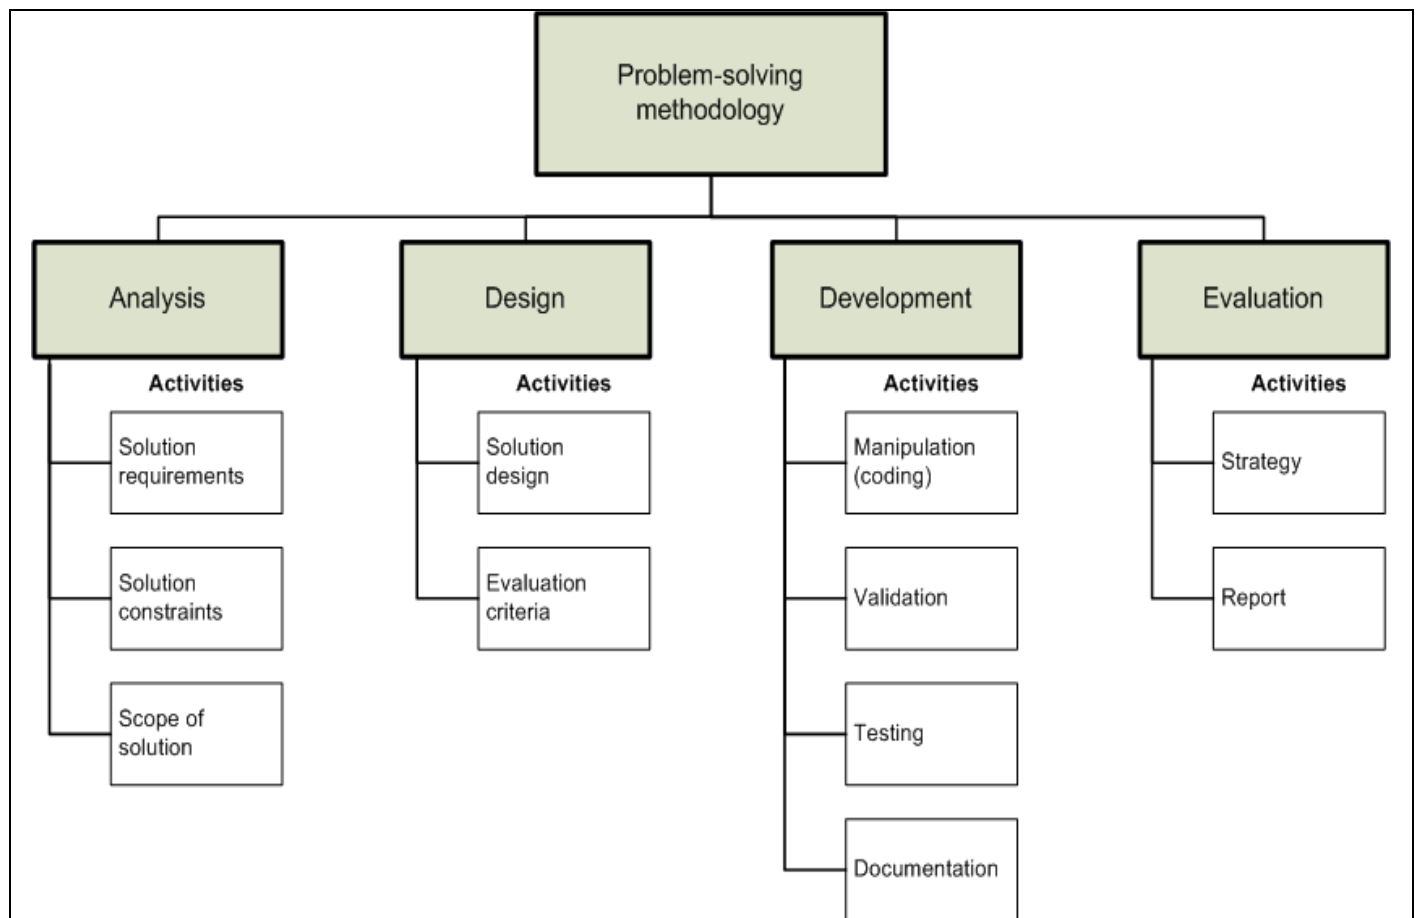 Problem-solving
methodology
Analysis
Design
Development
Evaluation
Activities
Activities
Activities
Activities
Solution
requirements
Solution
design
Manipulation
(coding)
Strategy
Solution
constraints
Evaluation
criteria
Validation
Report
Scope of
solution
Testing
Documentation